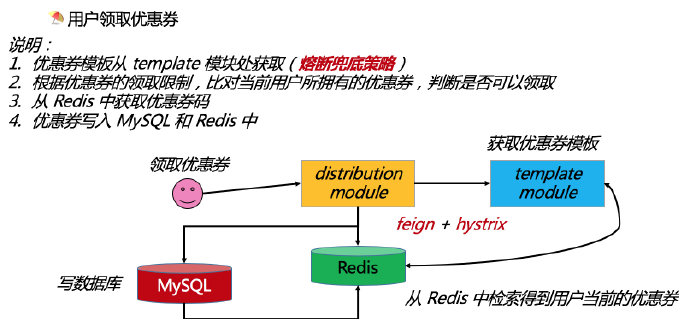 用户领取优惠券
说明：
1. 优惠券模板从 template 模块处获取（熔断兜底策略）
2. 根据优惠券的领取限制，比对当前用户所拥有的优惠券，判断是否可以领取
3. 从 Redis 中获取优惠券码
4. 优惠券写入 MySQL 和 Redis 中
获取优惠券模板
领取优惠券
distribution
module
template
module
feign + hystrix
Redis
写数据库
MySQL
从 Redis 中检索得到用户当前的优惠券